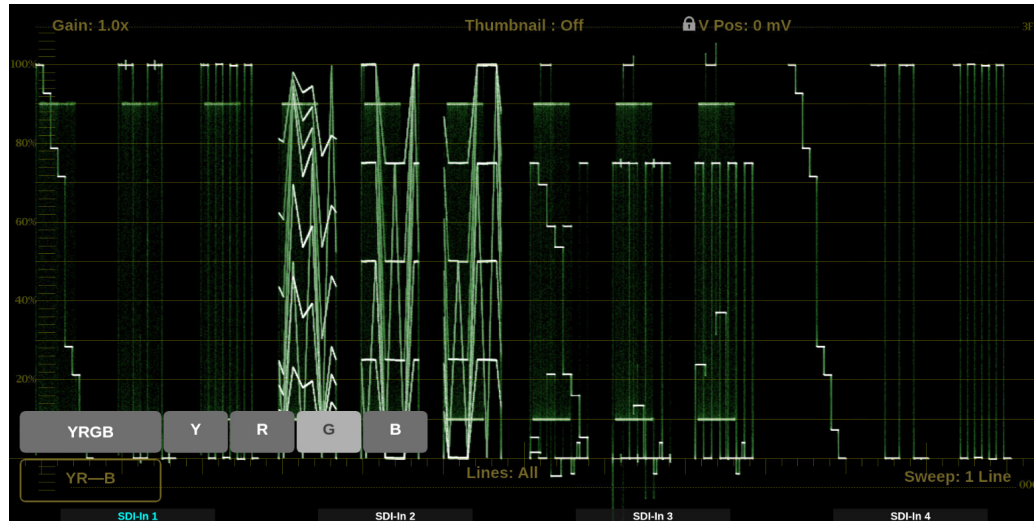 Gain: 1.0x Thumbnail : Off V Pos: 0 mV
100%
80%
60%
40%
20%
YRGB Y R G B
YR—B Lines: All Sweep: 1 Line
SDI-In 1 SDI-In 2 SDI-In 3 SDI-In 4